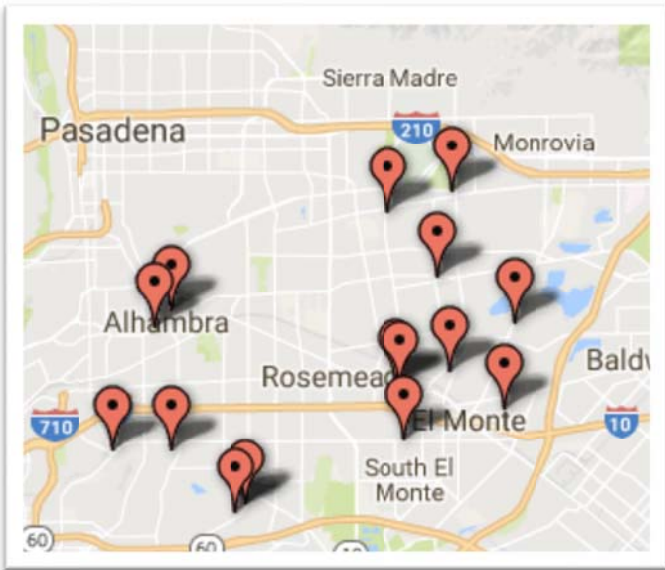 Sierra Madre
210
Pasadena
Monrovia
Alhambra
Rosemead
Baldw
710
El Monte
10
South El
Monte
60
60